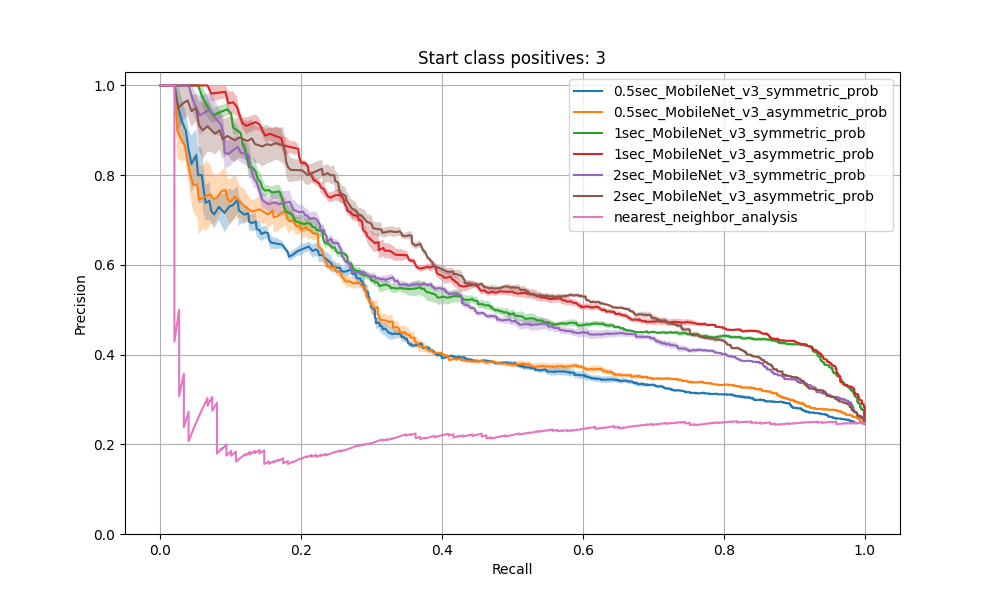 Start class positives: 3
1.0
0.8
0.6
0.4
0.2
0.0
Precision
0.5sec_MobileNet_v3_symmetric_prob
0.5sec_MobileNet_v3_asymmetric_prob
1sec_MobileNet_v3_symmetric_prob
1sec_MobileNet_v3_asymmetric_prob
2sec_MobileNet_v3_symmetric_prob
2sec_MobileNet_v3_asymmetric_prob
nearest_neighbor_analysis
0.0 0.2 0.4 0.6 0.8 1.0
Recall